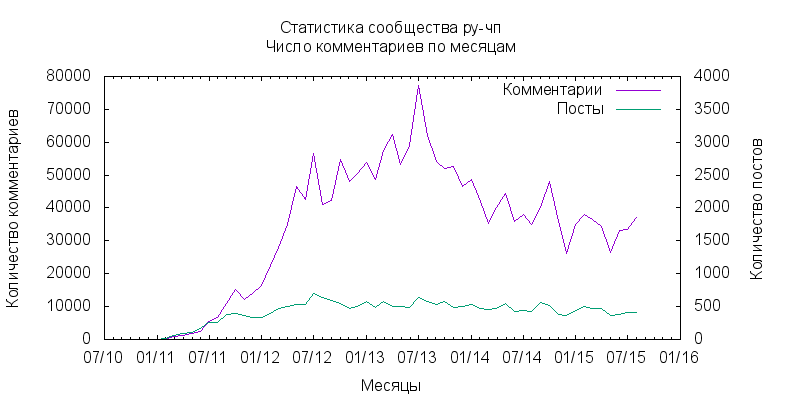 Статистика сообщества ру-чп
Число комментариев по месяцам
Количество комментариев
80000
70000
60000
50000
40000
30000
20000
10000
0
Комментарии
Посты
4000
3500
3000
2500
2000
1500
1000
500
0
Количество постов
07/10 01/11 07/11 01/12 07/12 01/13 07/13 01/14 07/14 01/15 07/15 01/16
Месяцы